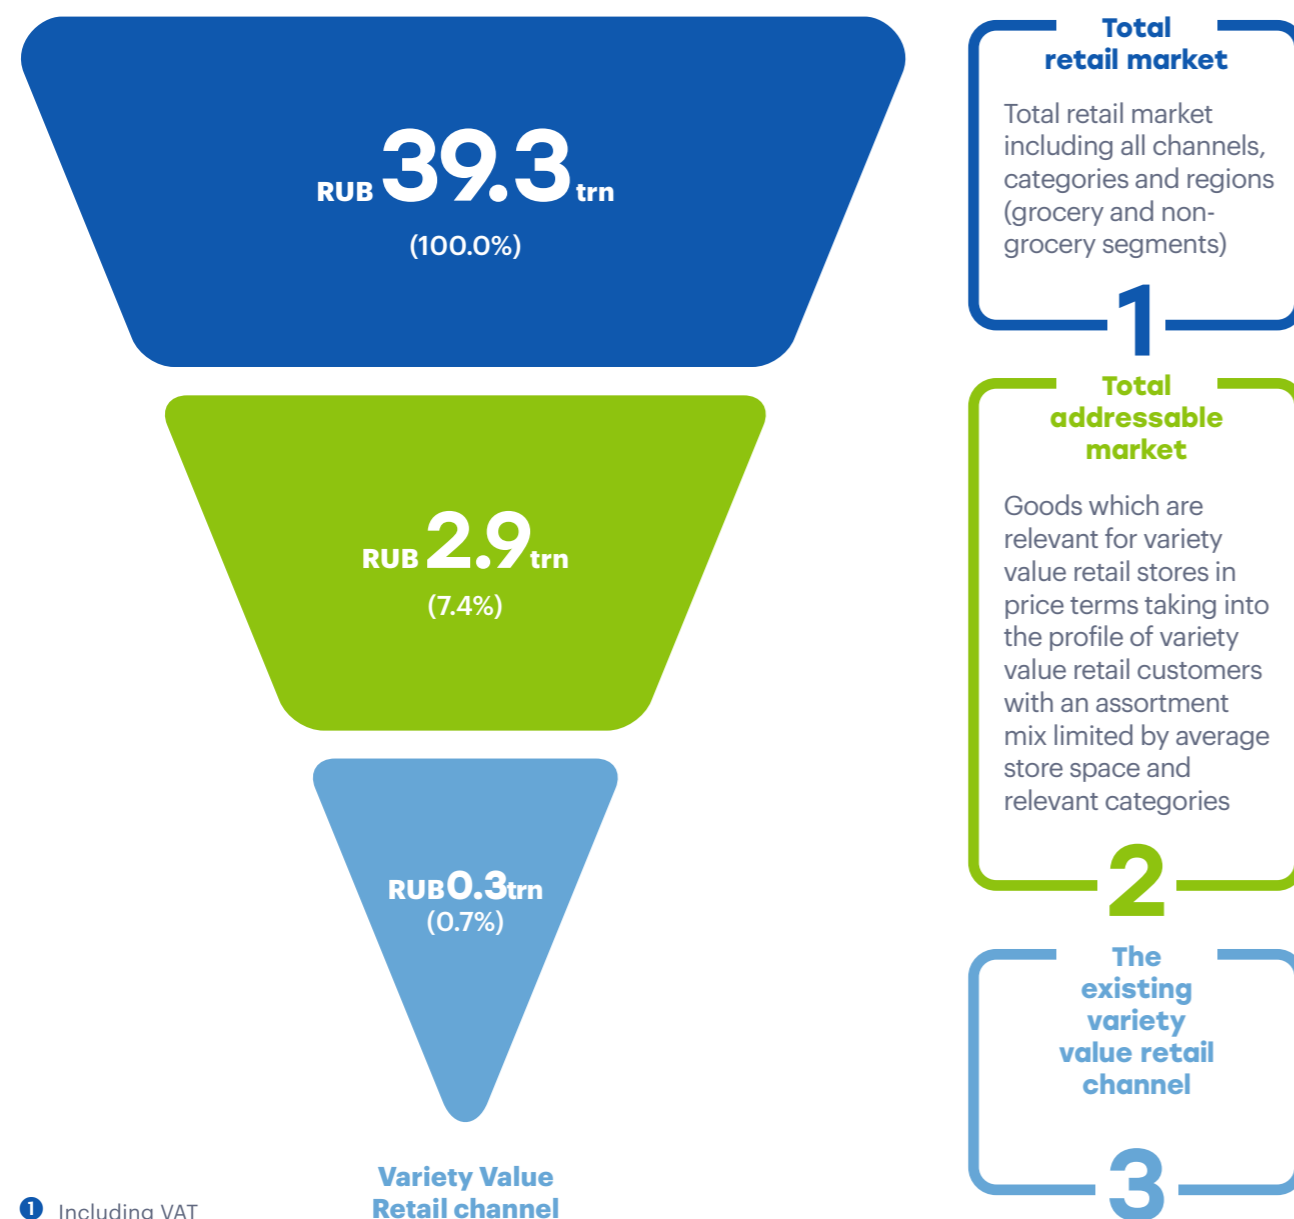 RUB 39.3 trn
(100.0%)
RUB 2.9 trn
(7.4%)
RUB 0.3 trn
(0.7%)
Variety Value
Retail channel
1 Including VAT
Total
retail market
Total retail market
including all channels,
categories and regions
(grocery and non-
grocery segments)
1
Total
addressable
market
Goods which are
relevant for variety
value retail stores in
price terms taking into
the profile of variety
value retail customers
with an assortment
mix limited by average
store space and
relevant categories
2
The
existing
variety
value retail
channel
3